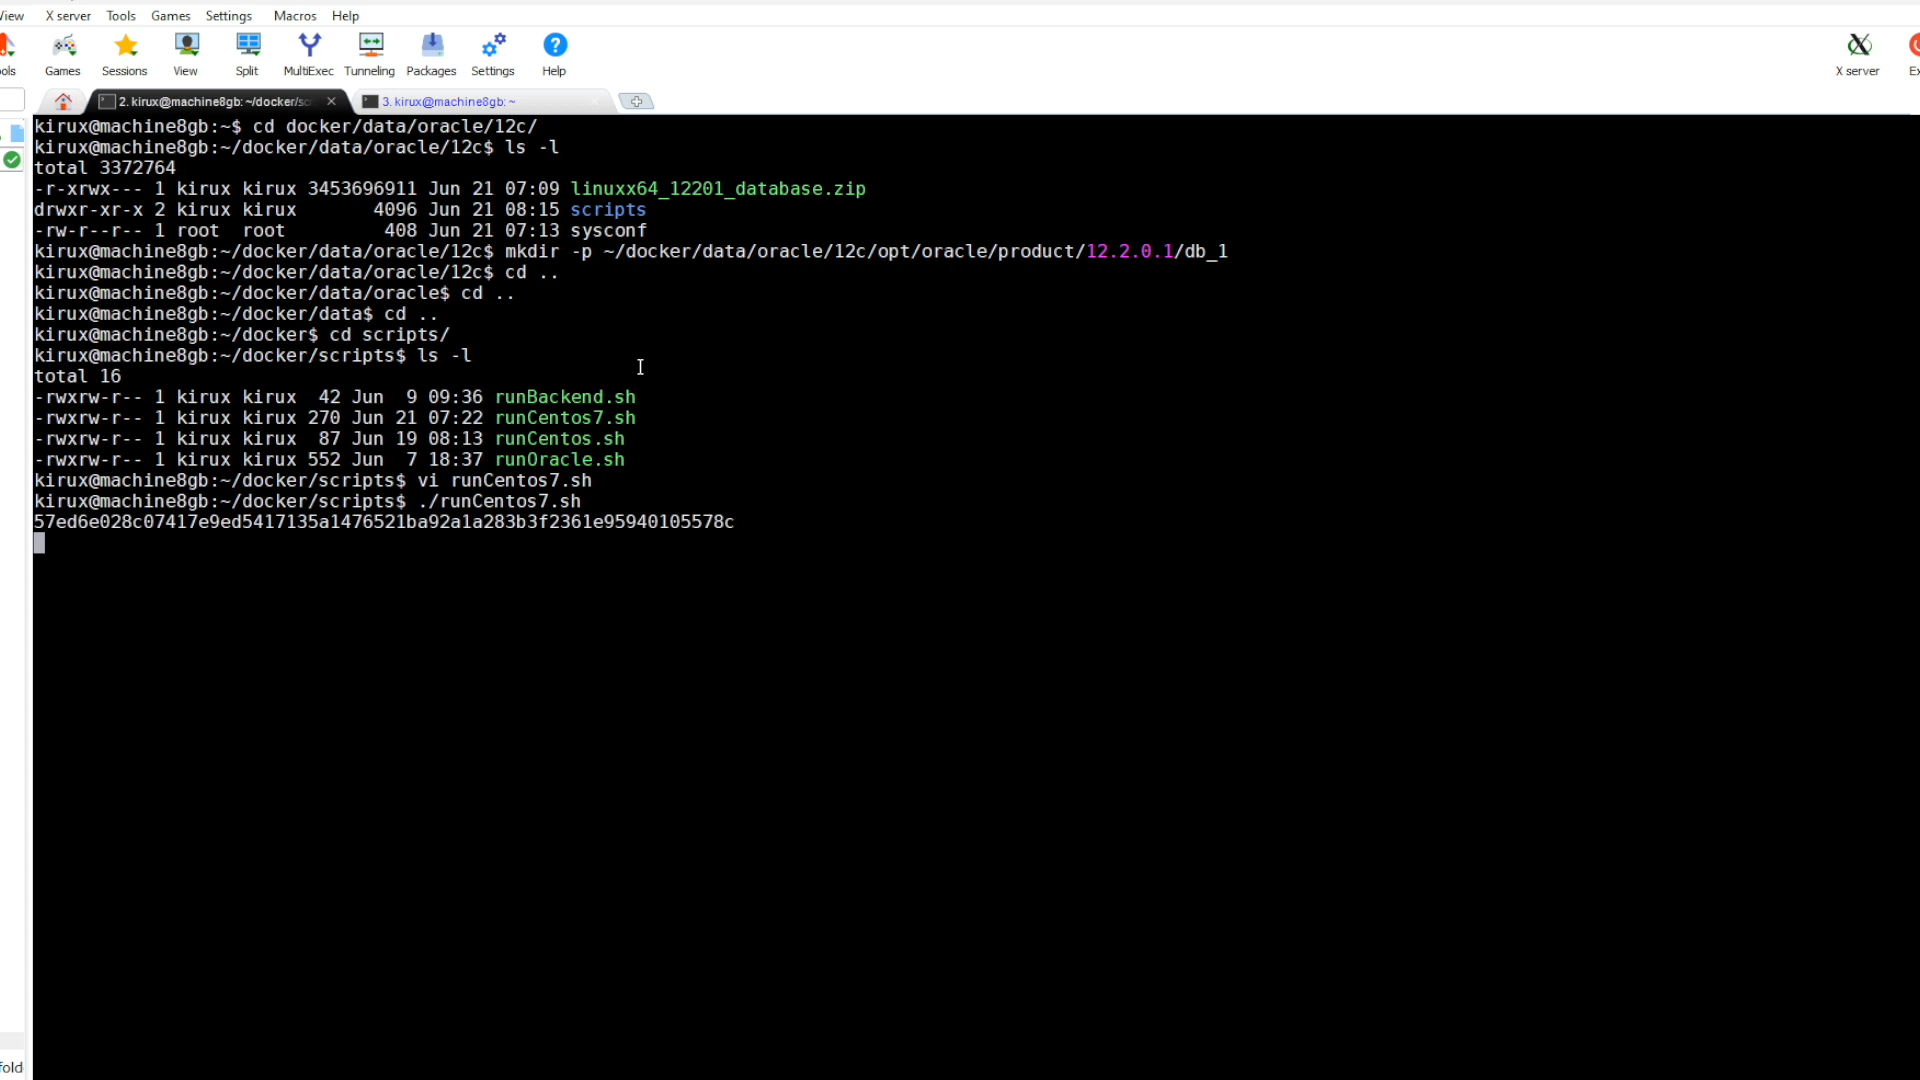 View X server Tools Games Settings Macros Help
Games Sessions View Split MultiExec Tunneling Packages Settings Help X server
2. kirux@machine8gb: ~/docker/sc 3. kirux@machine8gb: ~
kirux@machine8gb:~$ cd docker/data/oracle/12c/
kirux@machine8gb:~/docker/data/oracle/12c$ ls -l
total 3372764
-r-xrwx--- 1 kirux kirux 3453696911 Jun 21 07:09 linuxx64_12201_database.zip
drwxr-xr-x 2 kirux kirux       4096 Jun 21 08:15 scripts
-rw-r--r-- 1 root  root         408 Jun 21 07:13 sysconf
kirux@machine8gb:~/docker/data/oracle/12c$ mkdir -p ~/docker/data/oracle/12c/opt/oracle/product/12.2.0.1/db_1
kirux@machine8gb:~/docker/data/oracle/12c$ cd ..
kirux@machine8gb:~/docker/data/oracle$ cd ..
kirux@machine8gb:~/docker/data$ cd ..
kirux@machine8gb:~/docker$ cd scripts/
kirux@machine8gb:~/docker/scripts$ ls -l
total 16
-rwxrw-r-- 1 kirux kirux  42 Jun  9 09:36 runBackend.sh
-rwxrw-r-- 1 kirux kirux 270 Jun 21 07:22 runCentos7.sh
-rwxrw-r-- 1 kirux kirux  87 Jun 19 08:13 runCentos.sh
-rwxrw-r-- 1 kirux kirux 552 Jun  7 18:37 runOracle.sh
kirux@machine8gb:~/docker/scripts$ vi runCentos7.sh
kirux@machine8gb:~/docker/scripts$ ./runCentos7.sh
57ed6e028c07417e9ed5417135a1476521ba92a1a283b3f2361e95940105578c